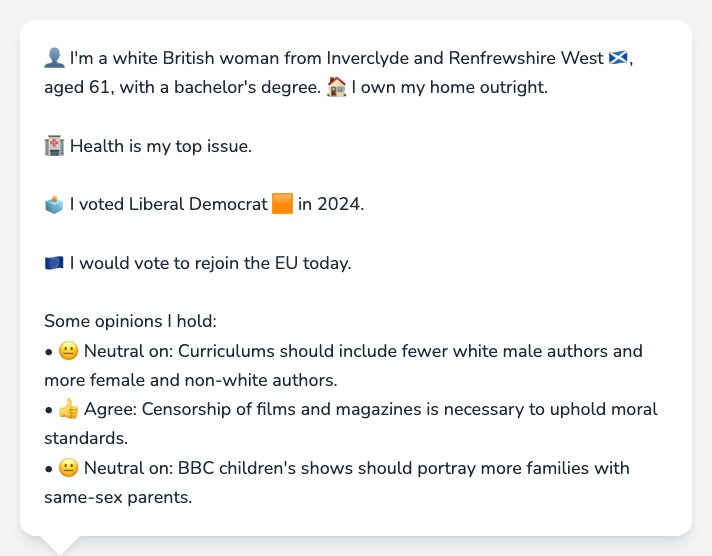 👤 I'm a white British woman from Inverclyde and Renfrewshire West 🏴󠁧󠁢󠁳󠁣󠁴󠁿,
aged 61, with a bachelor's degree. 🏠 I own my home outright.
🏥 Health is my top issue.
🗳️ I voted Liberal Democrat 🟧 in 2024.
🇪🇺 I would vote to rejoin the EU today.
Some opinions I hold:
• 😐 Neutral on: Curriculums should include fewer white male authors and
more female and non-white authors.
• 👍 Agree: Censorship of films and magazines is necessary to uphold moral
standards.
• 😐 Neutral on: BBC children's shows should portray more families with
same-sex parents.